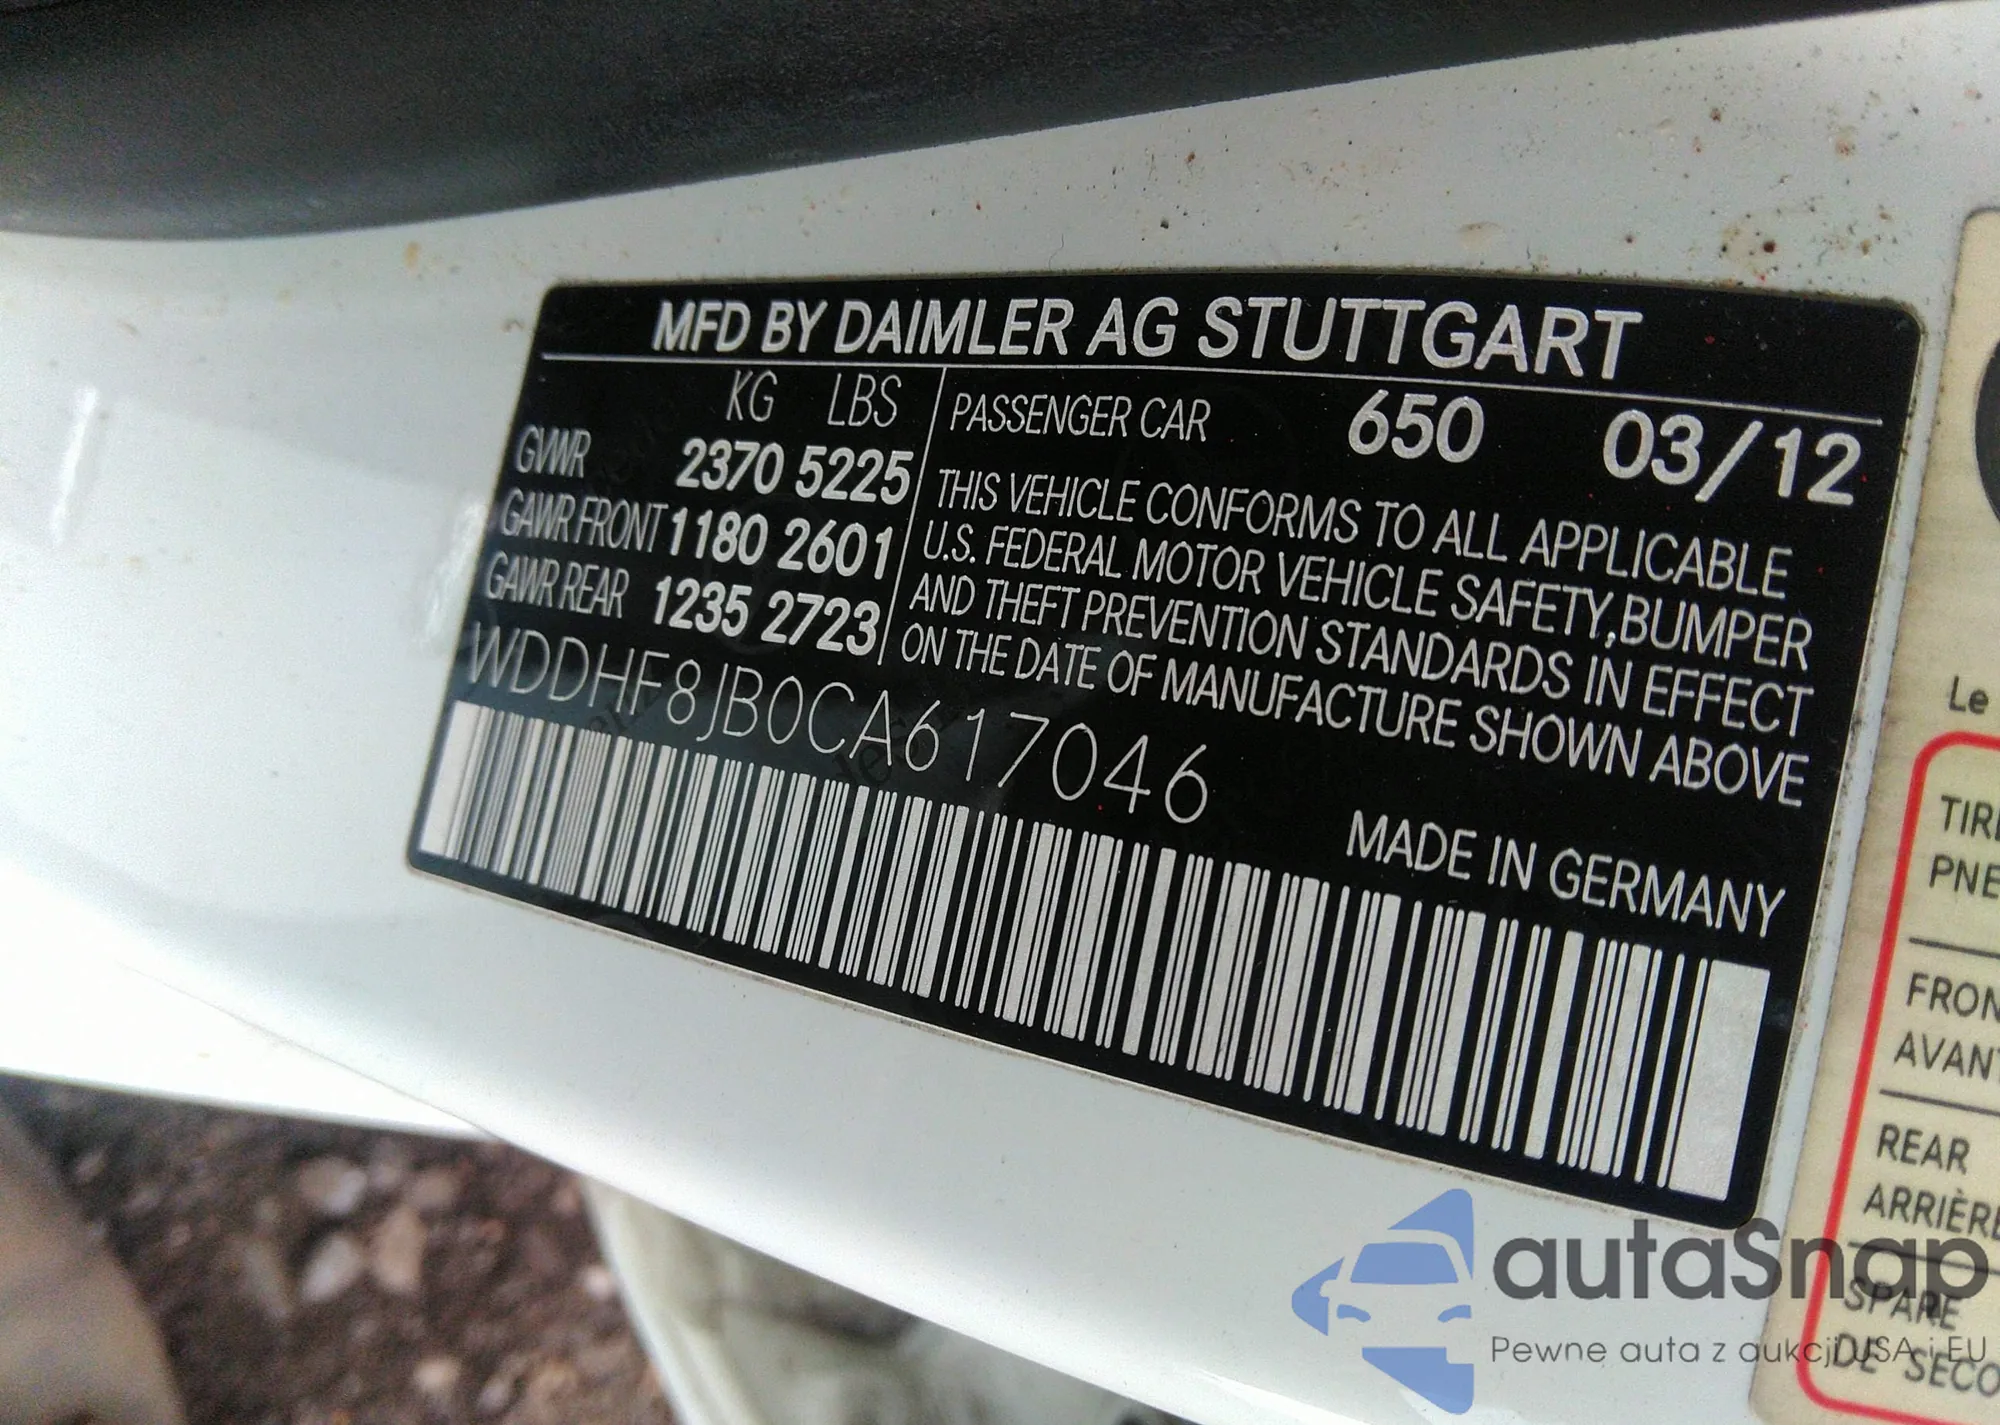 MFD BY DAIMLER AG STUTTGART
KG LBS
GVWR 2370 5225
GAWR FRONT 1180 2601
GAWR REAR 1235 2723
PASSENGER CAR 650 03/12
THIS VEHICLE CONFORMS TO ALL APPLICABLE
U.S. FEDERAL MOTOR VEHICLE SAFETY, BUMPER
AND THEFT PREVENTION STANDARDS IN EFFECT
ON THE DATE OF MANUFACTURE SHOWN ABOVE
WDDHF8JB0CA617046
MADE IN GERMANY
Le
TIRE
PNE
FRON
AVANT
REAR
ARRIÈRE
SPARE
DE SECO
autaSnap
Pewne auta z aukcji USA i EU